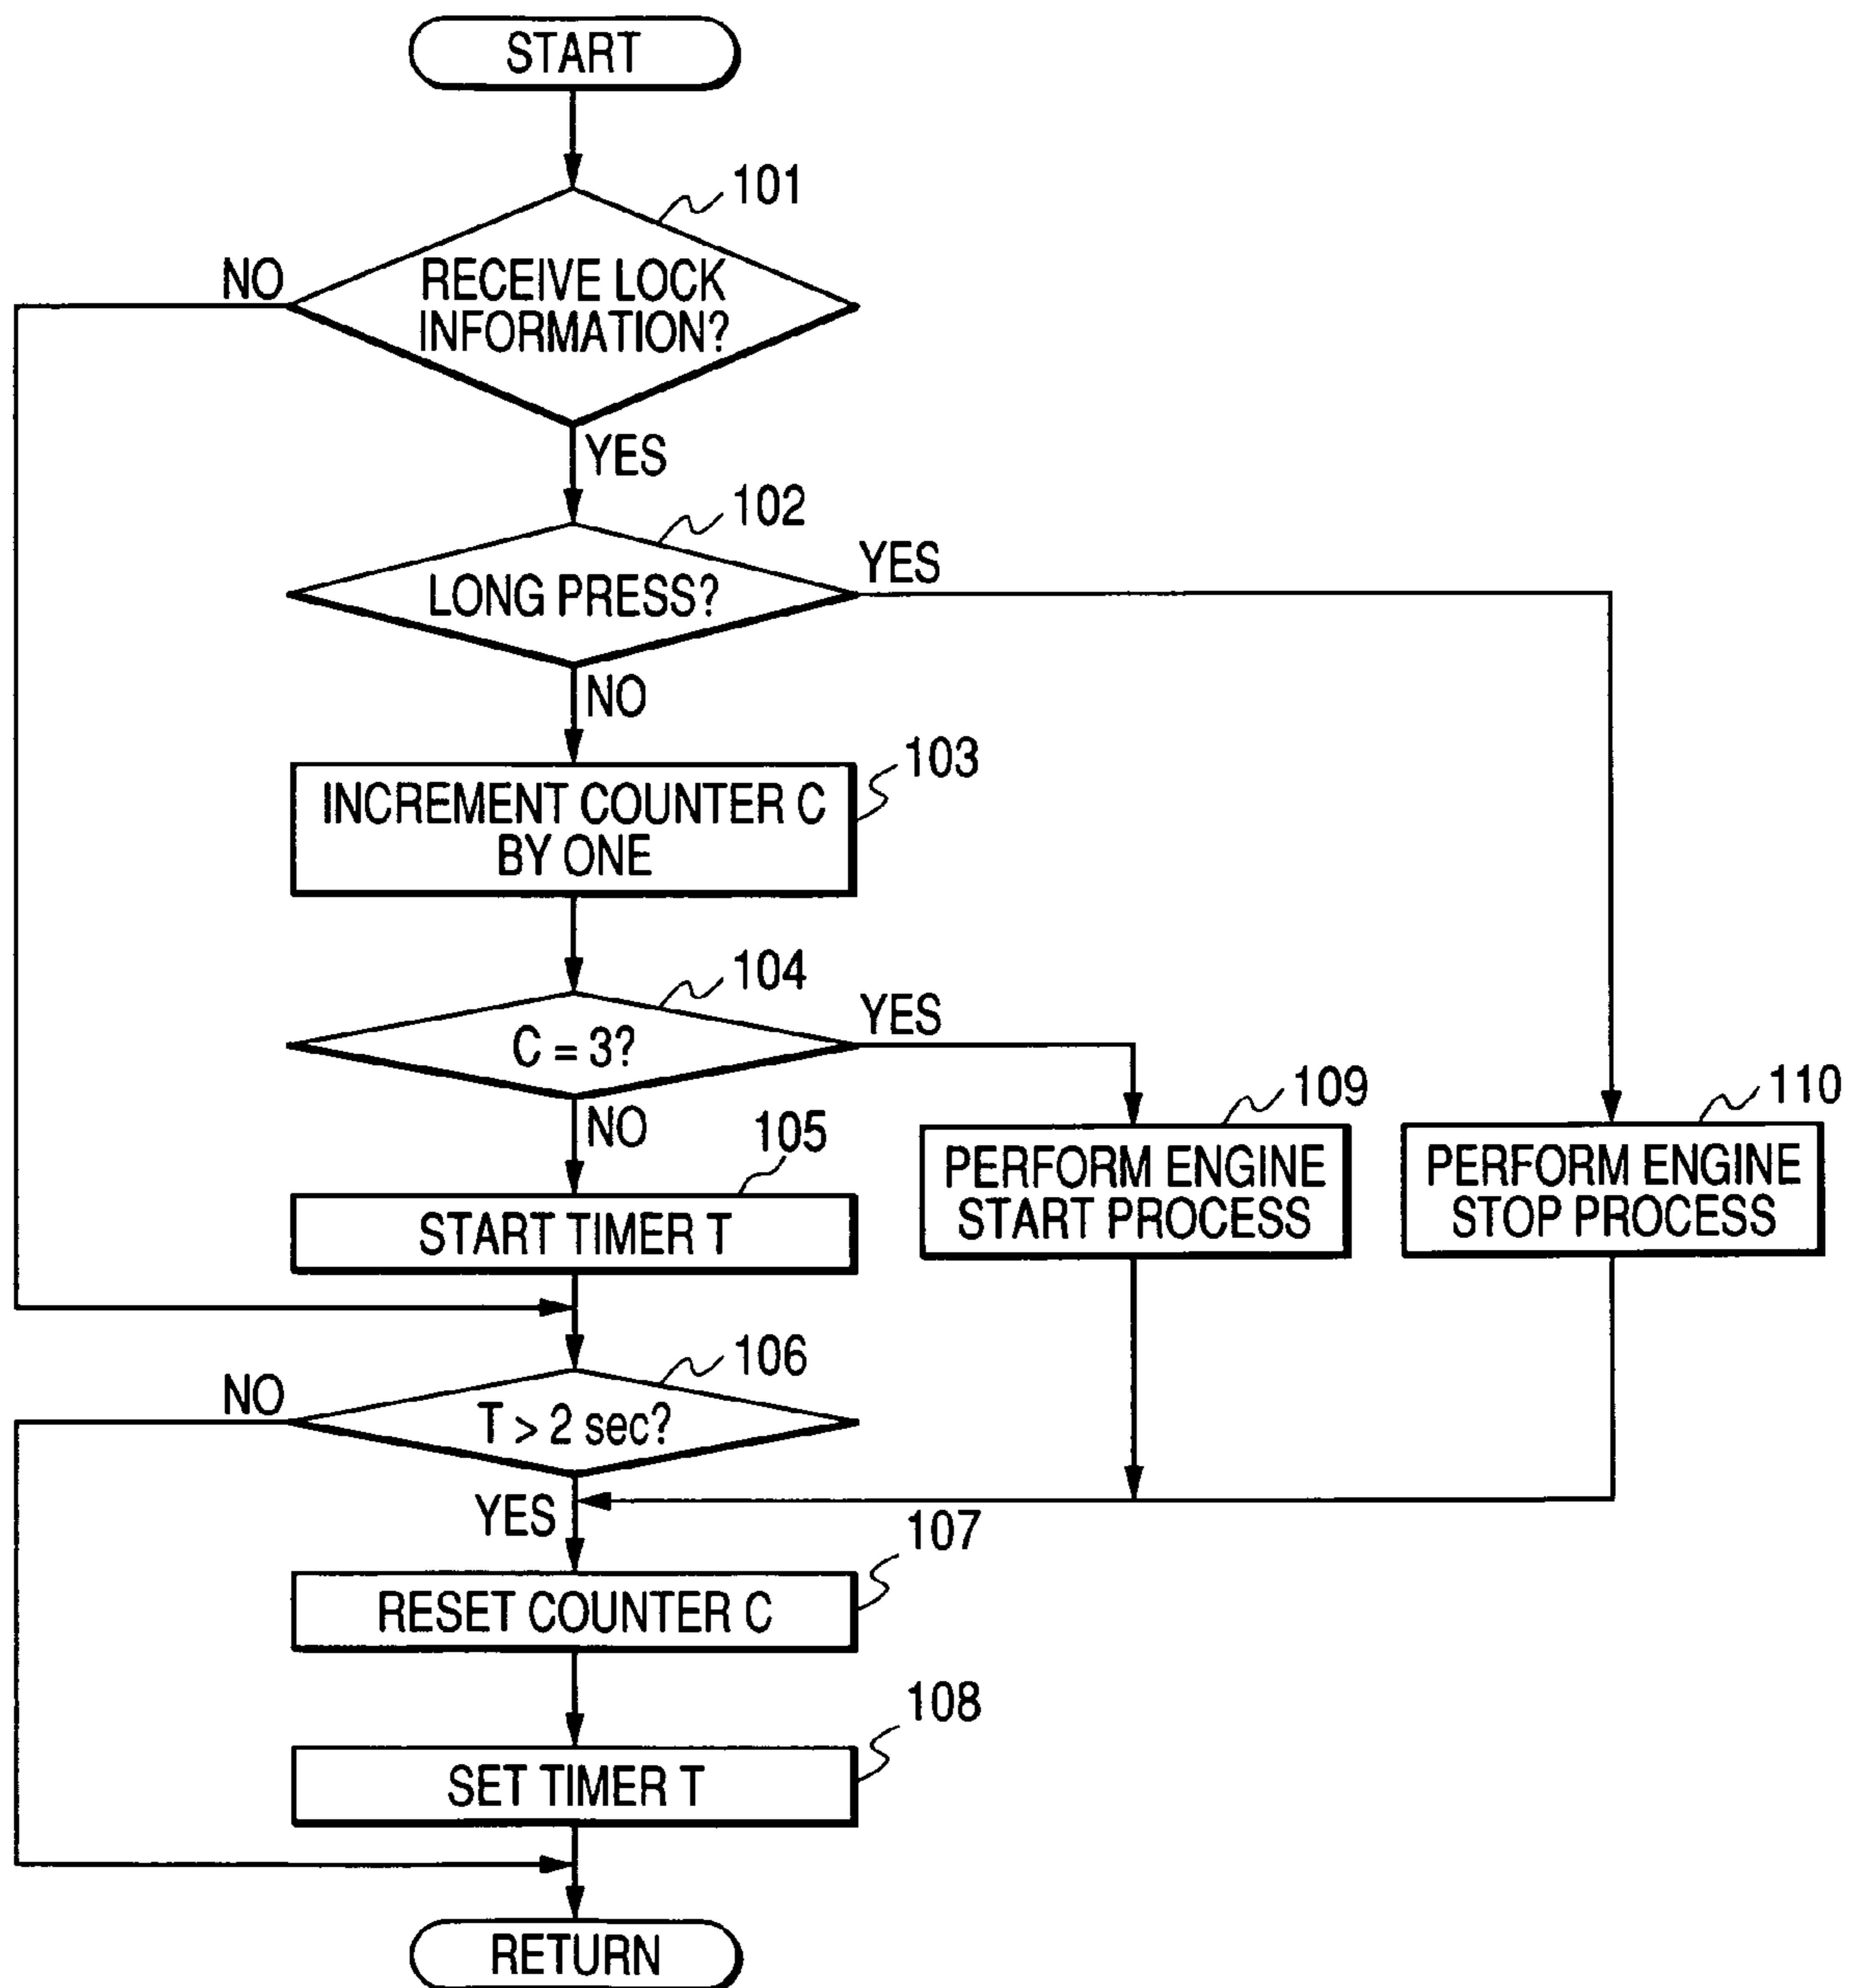 START
101
NO
RECEIVE LOCK
INFORMATION?
YES
102
YES
LONG PRESS?
NO
103
INCREMENT COUNTER C
BY ONE
104
YES
C = 3?
NO
105
START TIMER T
109
PERFORM ENGINE
START PROCESS
110
PERFORM ENGINE
STOP PROCESS
106
NO
T > 2 sec?
YES
107
RESET COUNTER C
108
SET TIMER T
RETURN